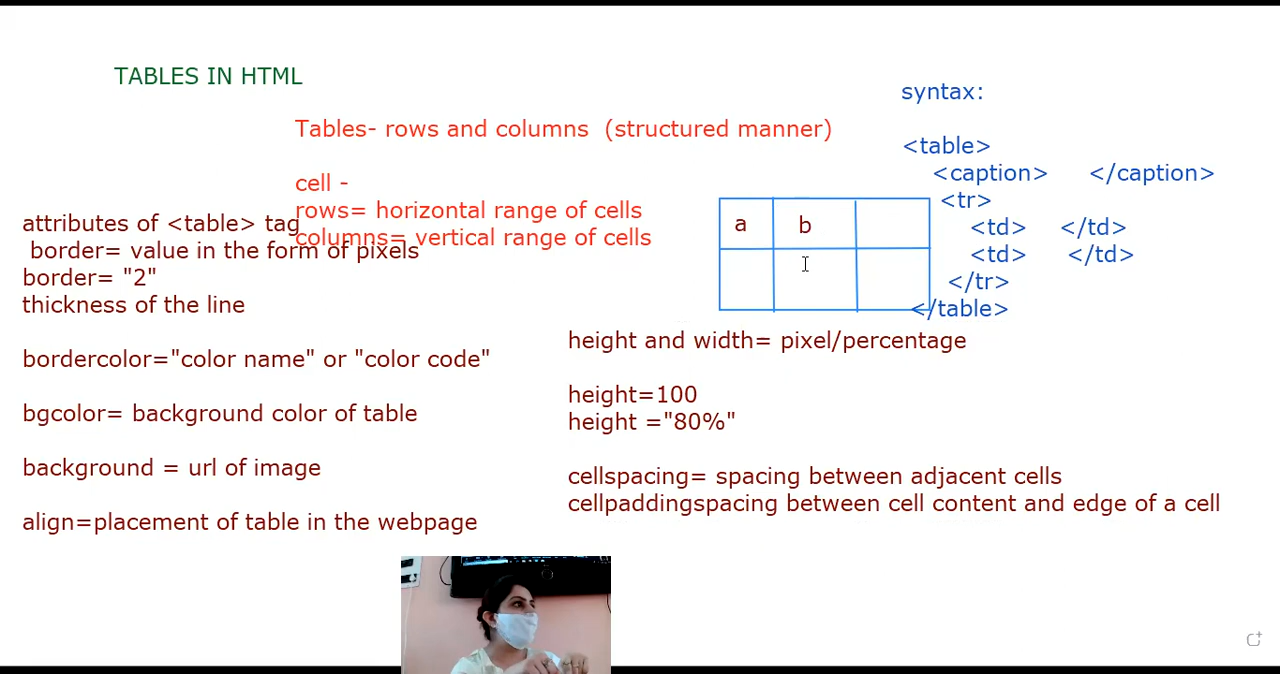 TABLES IN HTML
Tables- rows and columns  (structured manner)
cell -
rows= horizontal range of cells
columns= vertical range of cells
attributes of <table> tag
border= value in the form of pixels
border= "2"
thickness of the line
bordercolor="color name" or "color code"
bgcolor= background color of table
background = url of image
align=placement of table in the webpage
a b
syntax:
<table>
<caption> </caption>
<tr>
<td> </td>
<td> </td>
</tr>
</table>
height and width= pixel/percentage
height=100
height ="80%"
cellspacing= spacing between adjacent cells
cellpaddingspacing between cell content and edge of a cell